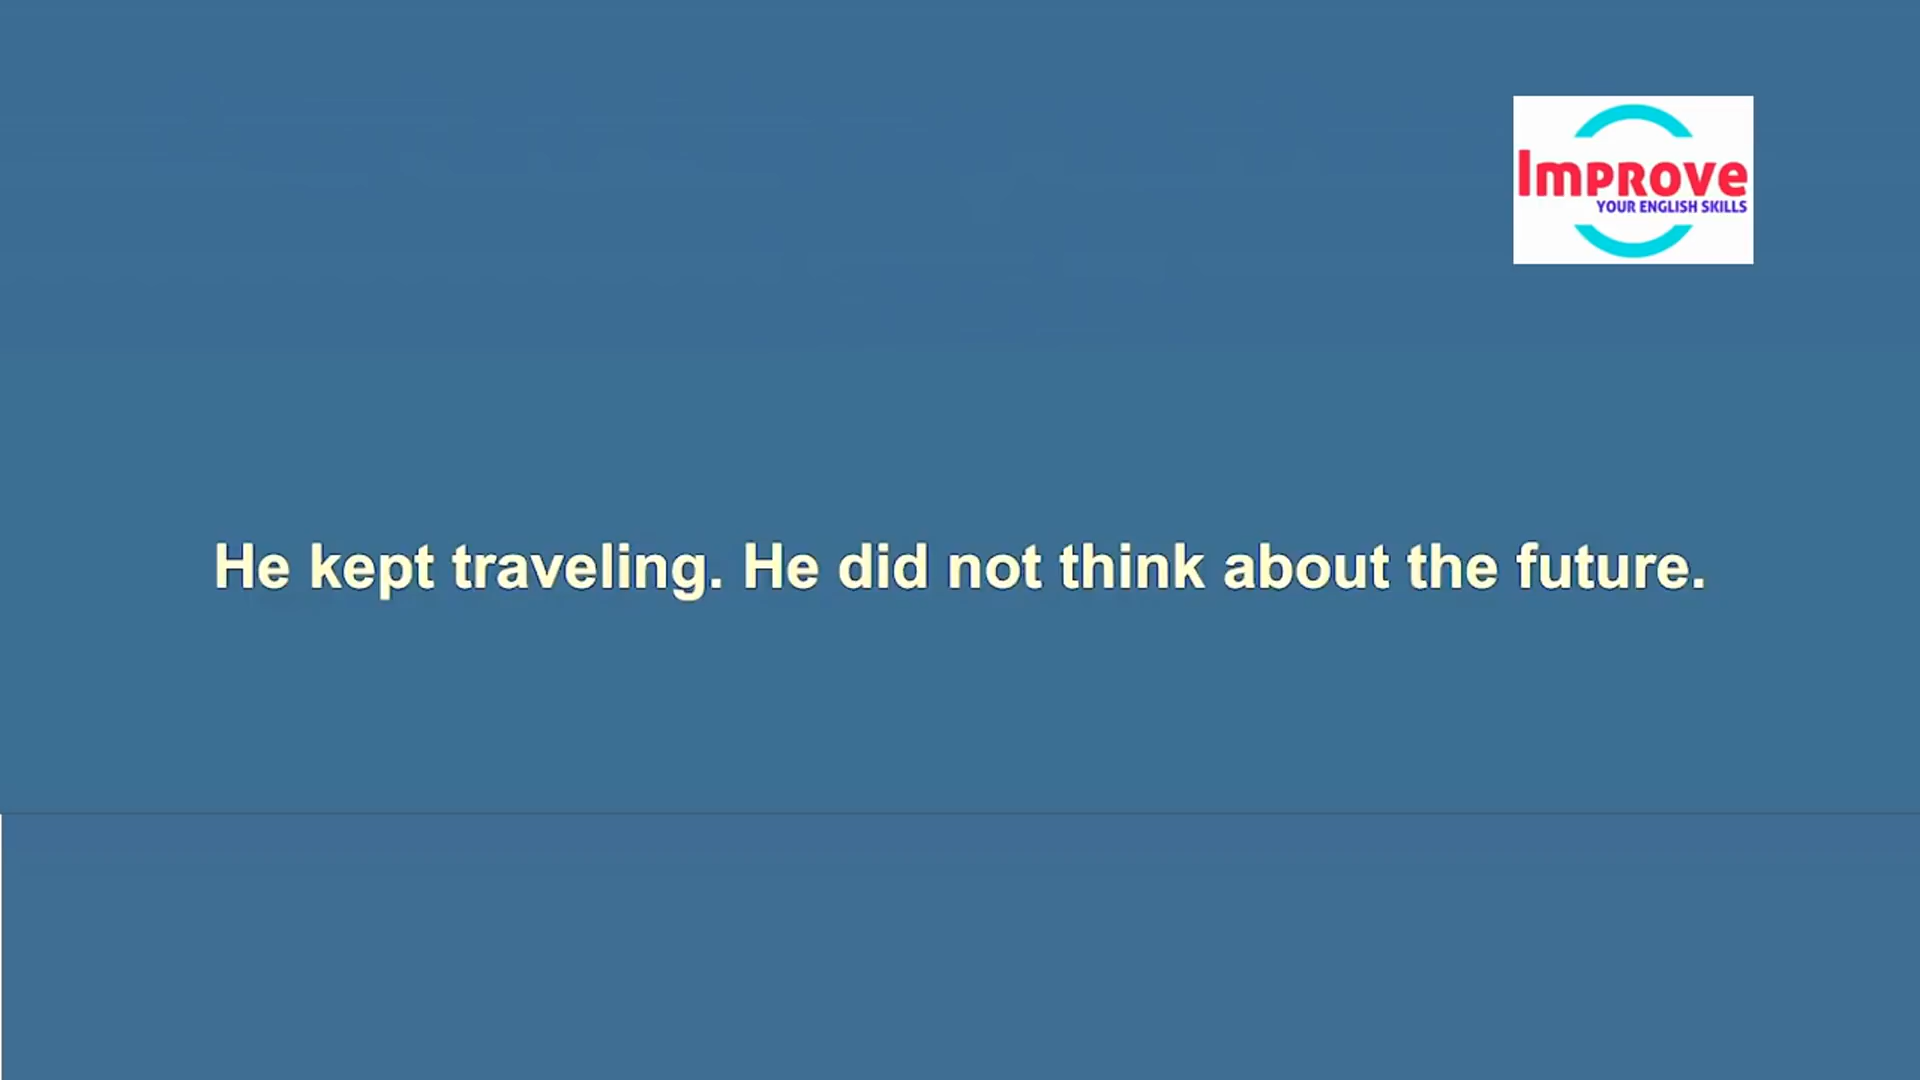 Improve
YOUR ENGLISH SKILLS
He kept traveling. He did not think about the future.